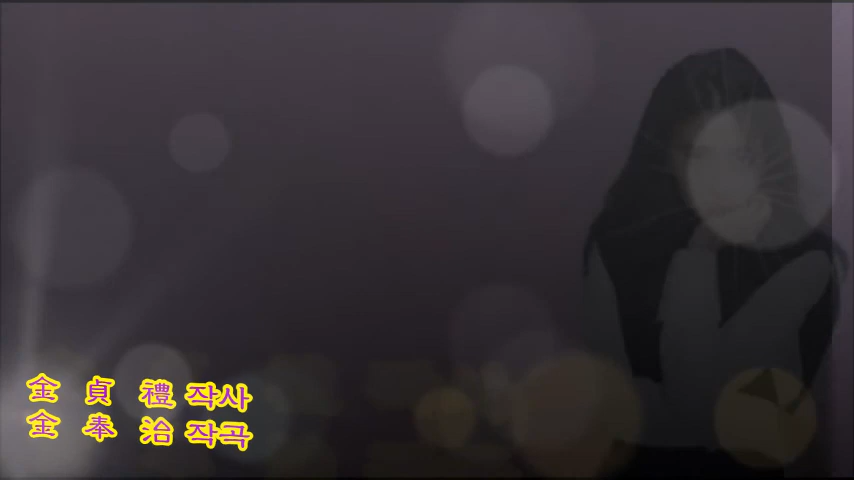 金 貞 禮 작사
金 奉 治 작곡